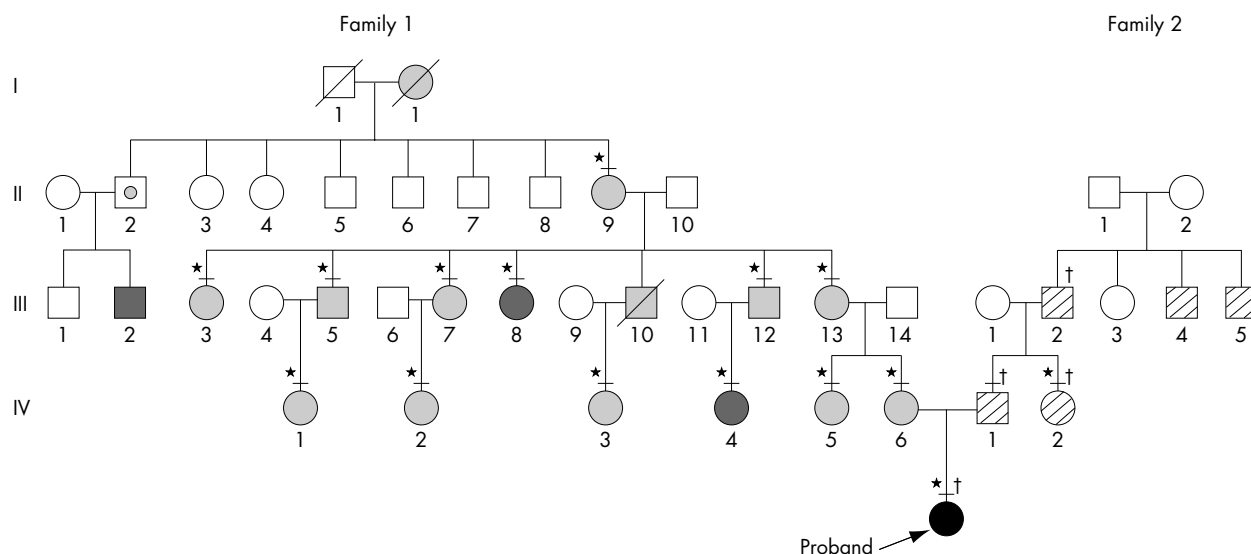 Family 1 Family 2
I
1 1
★
II
1 2 3 4 5 6 7 8 9 10 1 2
★ ★ ★ ★ ★ ★ †
III
1 2 3 4 5 6 7 8 9 10 11 12 13 14 1 2 3 4 5
★ ★ ★ ★ ★ ★ † ★ †
IV
1 2 3 4 5 6 1 2
★ †
Proband